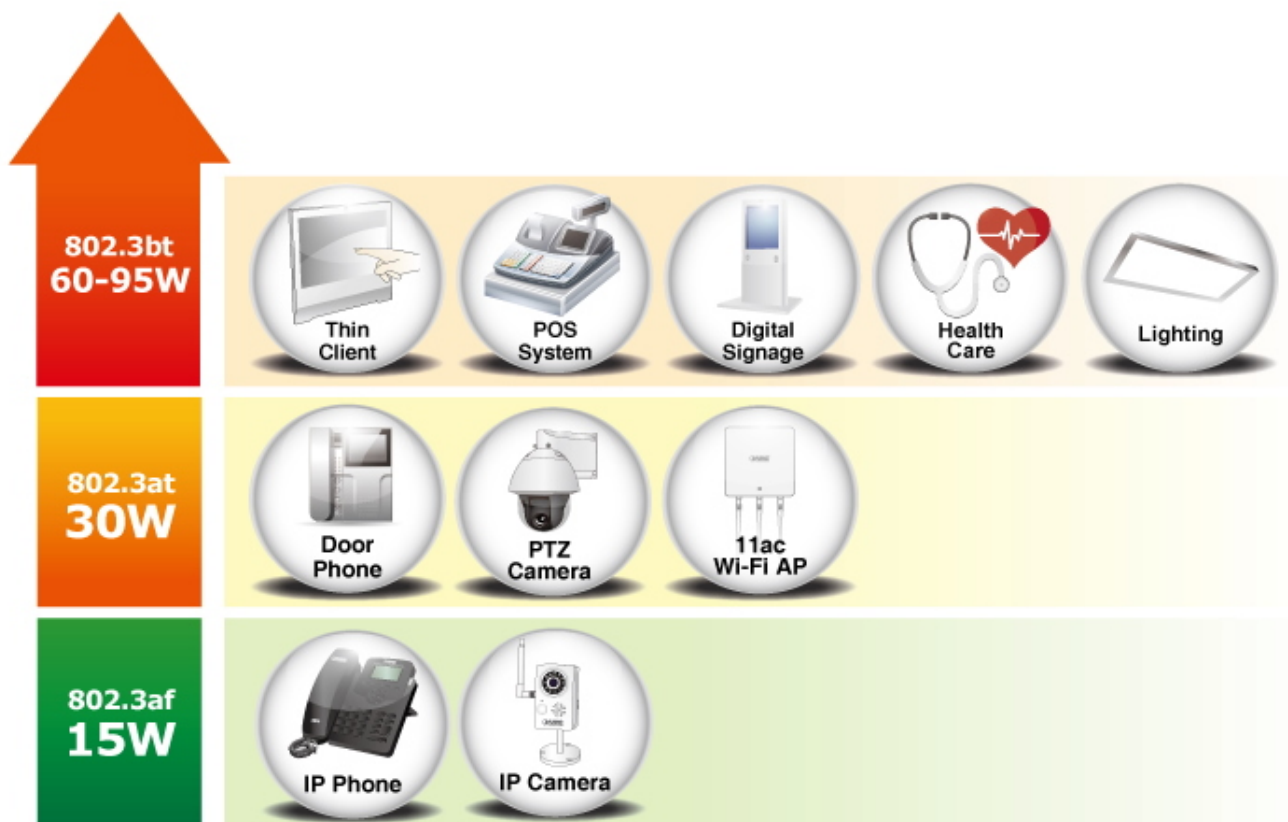 802.3bt
60-95W
Thin
Client
POS
System
Digital
Signage
Health
Care
Lighting
802.3at
30W
Door
Phone
PTZ
Camera
11ac
Wi-Fi AP
802.3af
15W
IP Phone
IP Camera